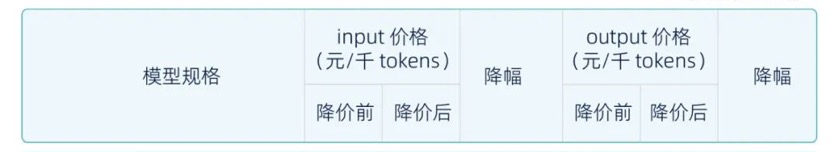 模型规格
input 价格
(元/千 tokens)
降价前
降价后
降幅
output 价格
(元/千 tokens)
降价前
降价后
降幅